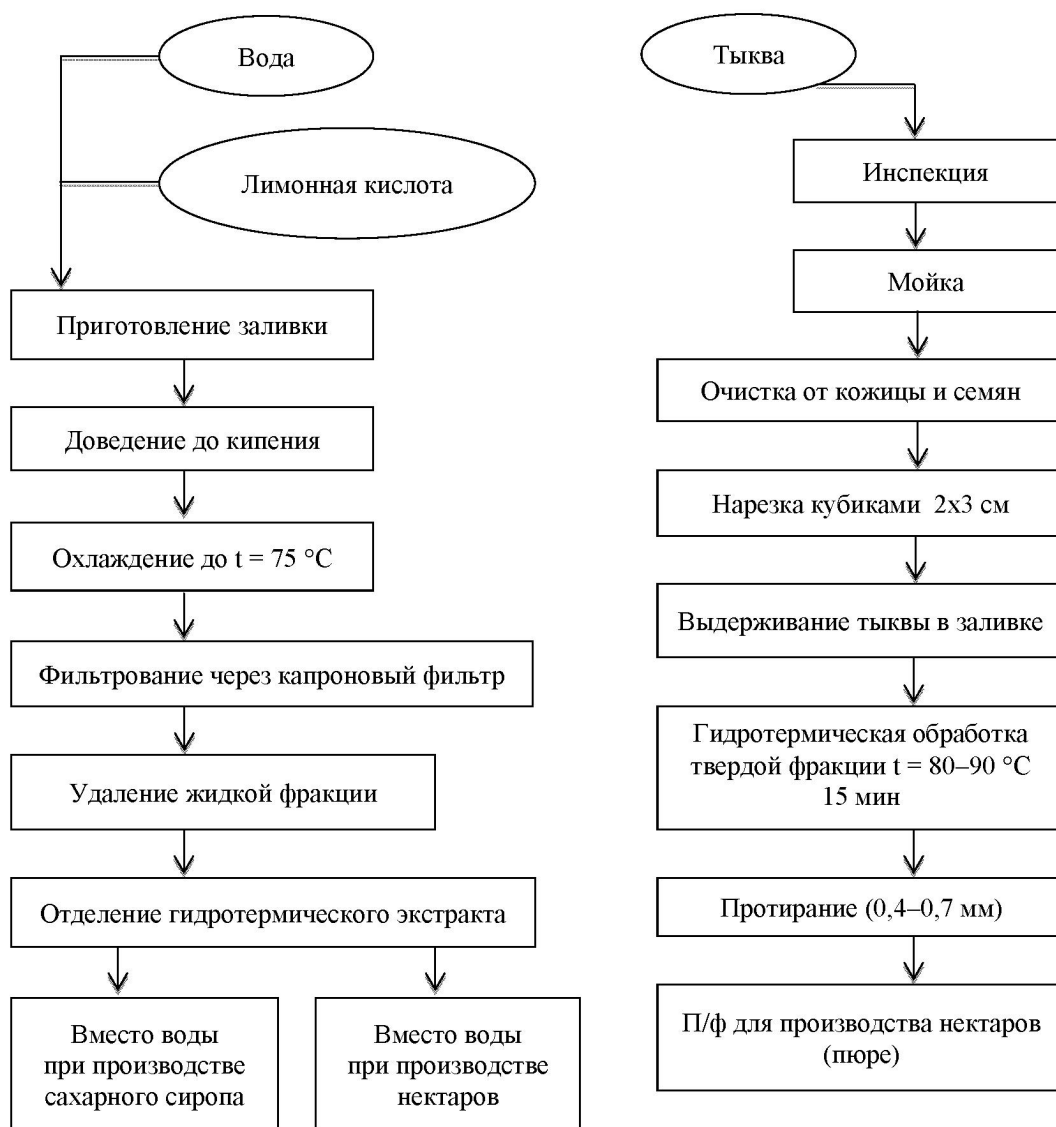 Вода
Лимонная кислота
Приготовление заливки
Доведение до кипения
Охлаждение до t = 75 °C
Фильтрование через капроновый фильтр
Удаление жидкой фракции
Отделение гидротермического экстракта
Вместо воды
при производстве
сахарного сиропа
Вместо воды
при производстве
нектаров
Тыква
Инспекция
Мойка
Очистка от кожицы и семян
Нарезка кубиками 2х3 см
Выдерживание тыквы в заливке
Гидротермическая обработка
твердой фракции t = 80–90 °C
15 мин
Протирание (0,4–0,7 мм)
П/ф для производства нектаров
(пюре)